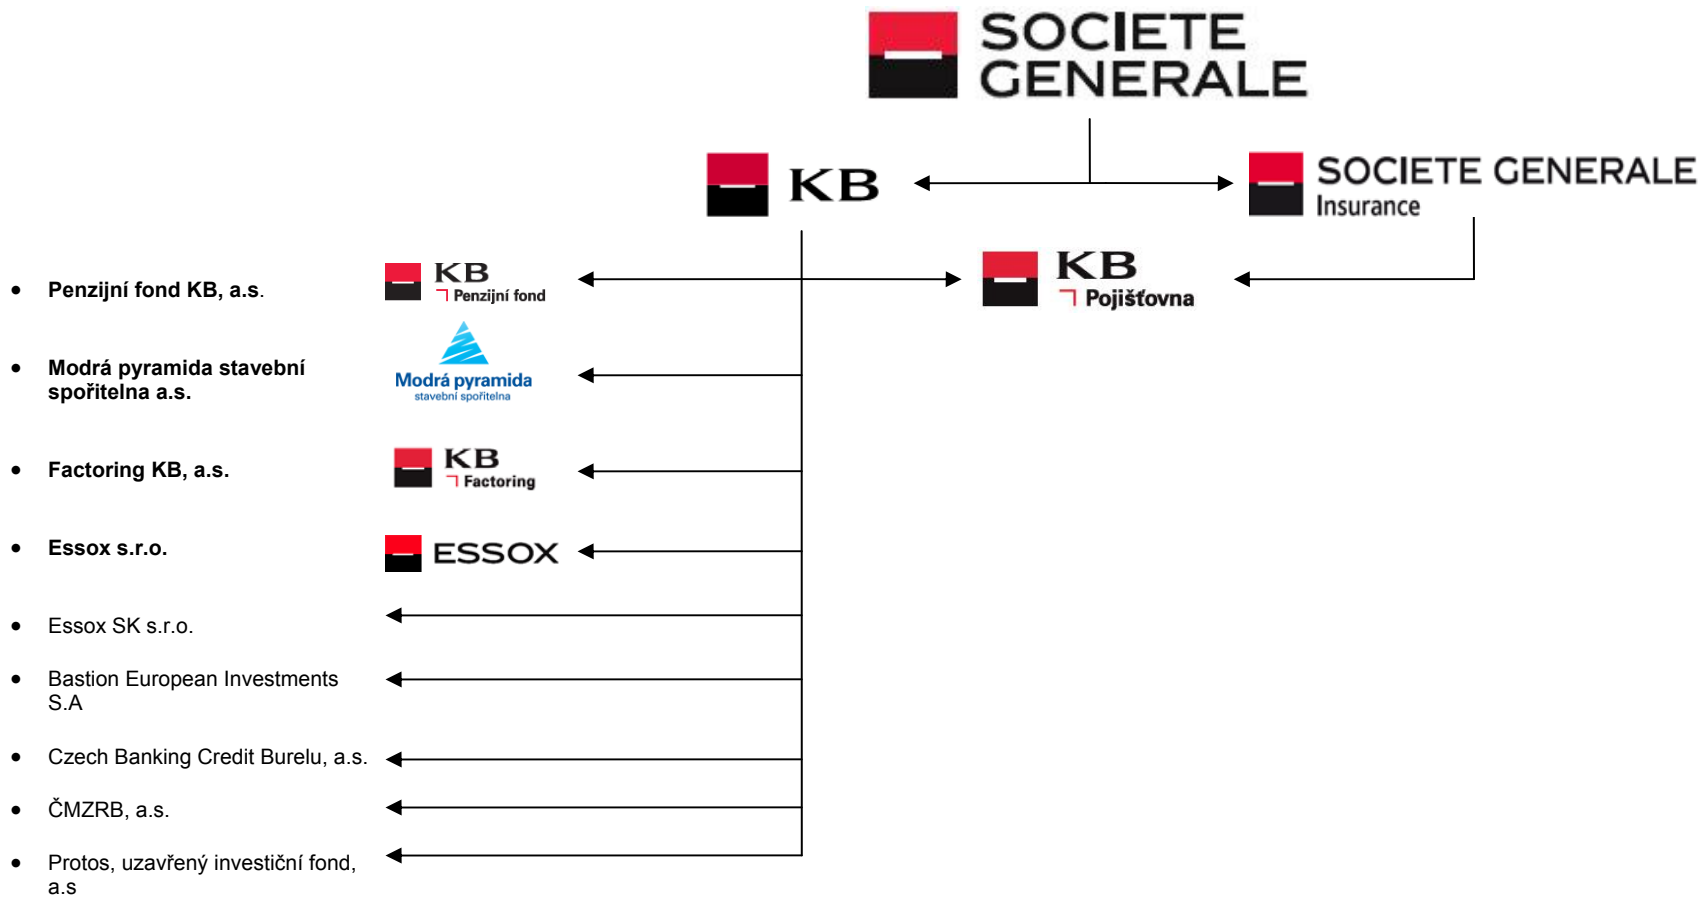 SOCIETE
GENERALE
KB
SOCIETE GENERALE
Insurance
• Penzijní fond KB, a.s.
KB
Penzijní fond
KB
Pojišťovna
• Modrá pyramida stavební
spořitelna a.s.
Modrá pyramida
stavební spořitelna
• Factoring KB, a.s.
KB
Factoring
• Essox s.r.o.
ESSOX
• Essox SK s.r.o.
• Bastion European Investments
S.A
• Czech Banking Credit Burelu, a.s.
• ČMZRB, a.s.
• Protos, uzavřený investiční fond,
a.s